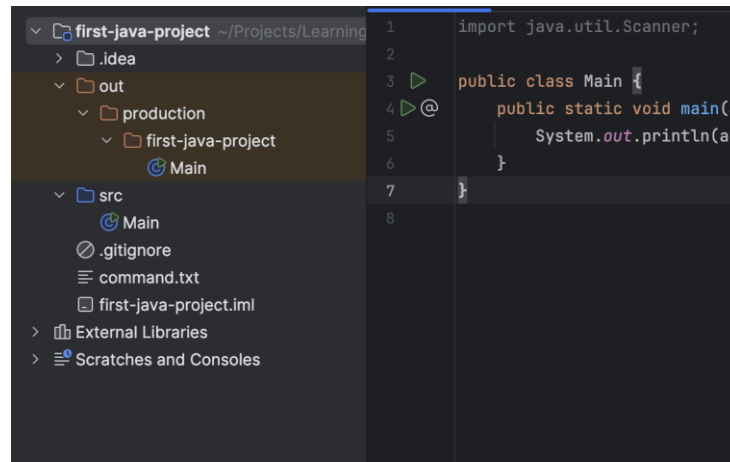 first-java-project ~/Projects/Learning
.idea
out
production
first-java-project
Main
src
Main
.gitignore
command.txt
first-java-project.iml
External Libraries
Scratches and Consoles
1 import java.util.Scanner;
2
3 public class Main {
4 @ public static void main(
5 System.out.println(a
6 }
7 }
8